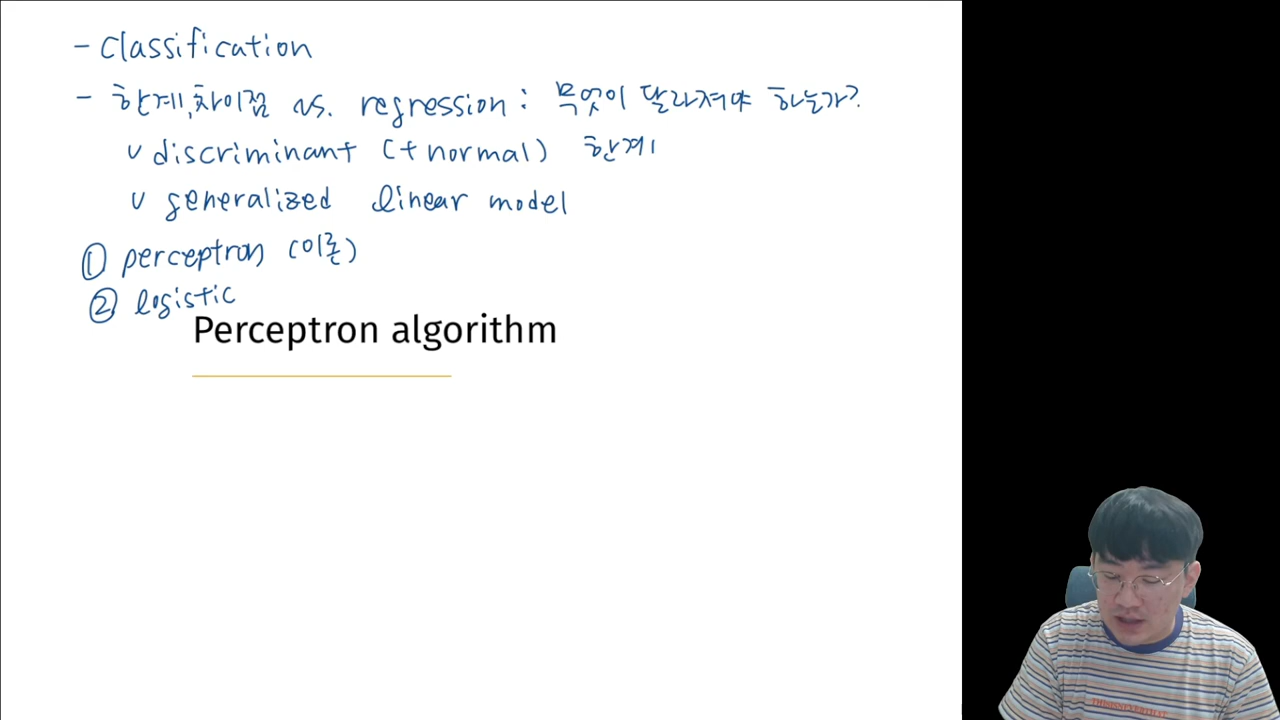 - Classification
- 한계, 차이점 vs. regression : 무엇이 달라져야 하는가?
∨ discriminant (+ normal) 한계
∨ generalized linear model
① perceptron (이론)
② logistic
Perceptron algorithm